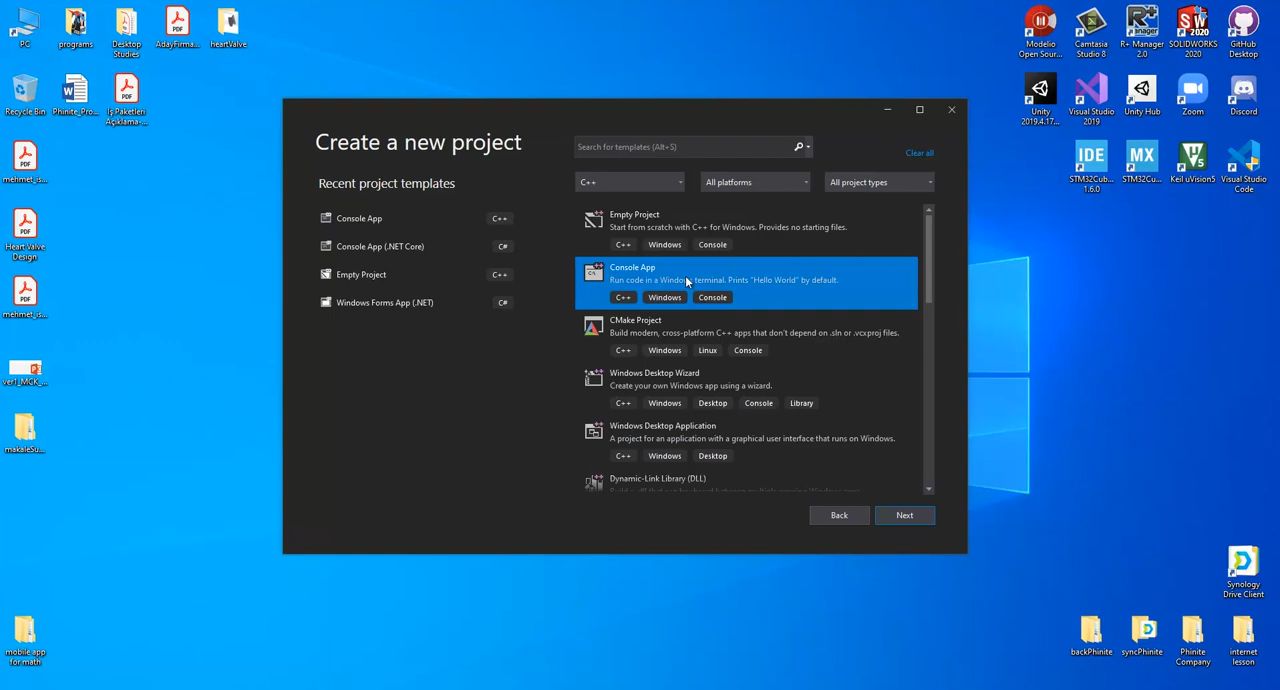 PC
programs
Desktop
Studies
AdayFirma...
heartValve
Recycle Bin
Phinite_Pro...
İş Paketleri
Açıklama-...
mehmet_is...
Heart Valve
Design
mehmet_is...
ver1_MCK_...
makaleSu...
mobile app
for math
Modelio
Open Sour...
Camtasia
Studio 8
R+ Manager
2.0
SOLIDWORKS
2020
GitHub
Desktop
Unity
2019.4.17...
Visual Studio
2019
Unity Hub
Zoom
Discord
IDE
STM32Cub...
1.6.0
MX
STM32Cu...
Keil uVision5
Visual Studio
Code
Synology
Drive Client
backPhinite
syncPhinite
Phinite
Company
internet
lesson
Create a new project
Search for templates (Alt+S)
Clear all
Recent project templates
C++
All platforms
All project types
Console App
C++
Console App (.NET Core)
C#
Empty Project
C++
Windows Forms App (.NET)
C#
Empty Project
Start from scratch with C++ for Windows. Provides no starting files.
C++ Windows Console
Console App
Run code in a Windows terminal. Prints "Hello World" by default.
C++ Windows Console
CMake Project
Build modern, cross-platform C++ apps that don't depend on .sln or .vcxproj files.
C++ Windows Linux Console
Windows Desktop Wizard
Create your own Windows app using a wizard.
C++ Windows Desktop Console Library
Windows Desktop Application
A project for an application with a graphical user interface that runs on Windows.
C++ Windows Desktop
Dynamic-Link Library (DLL)
Back
Next